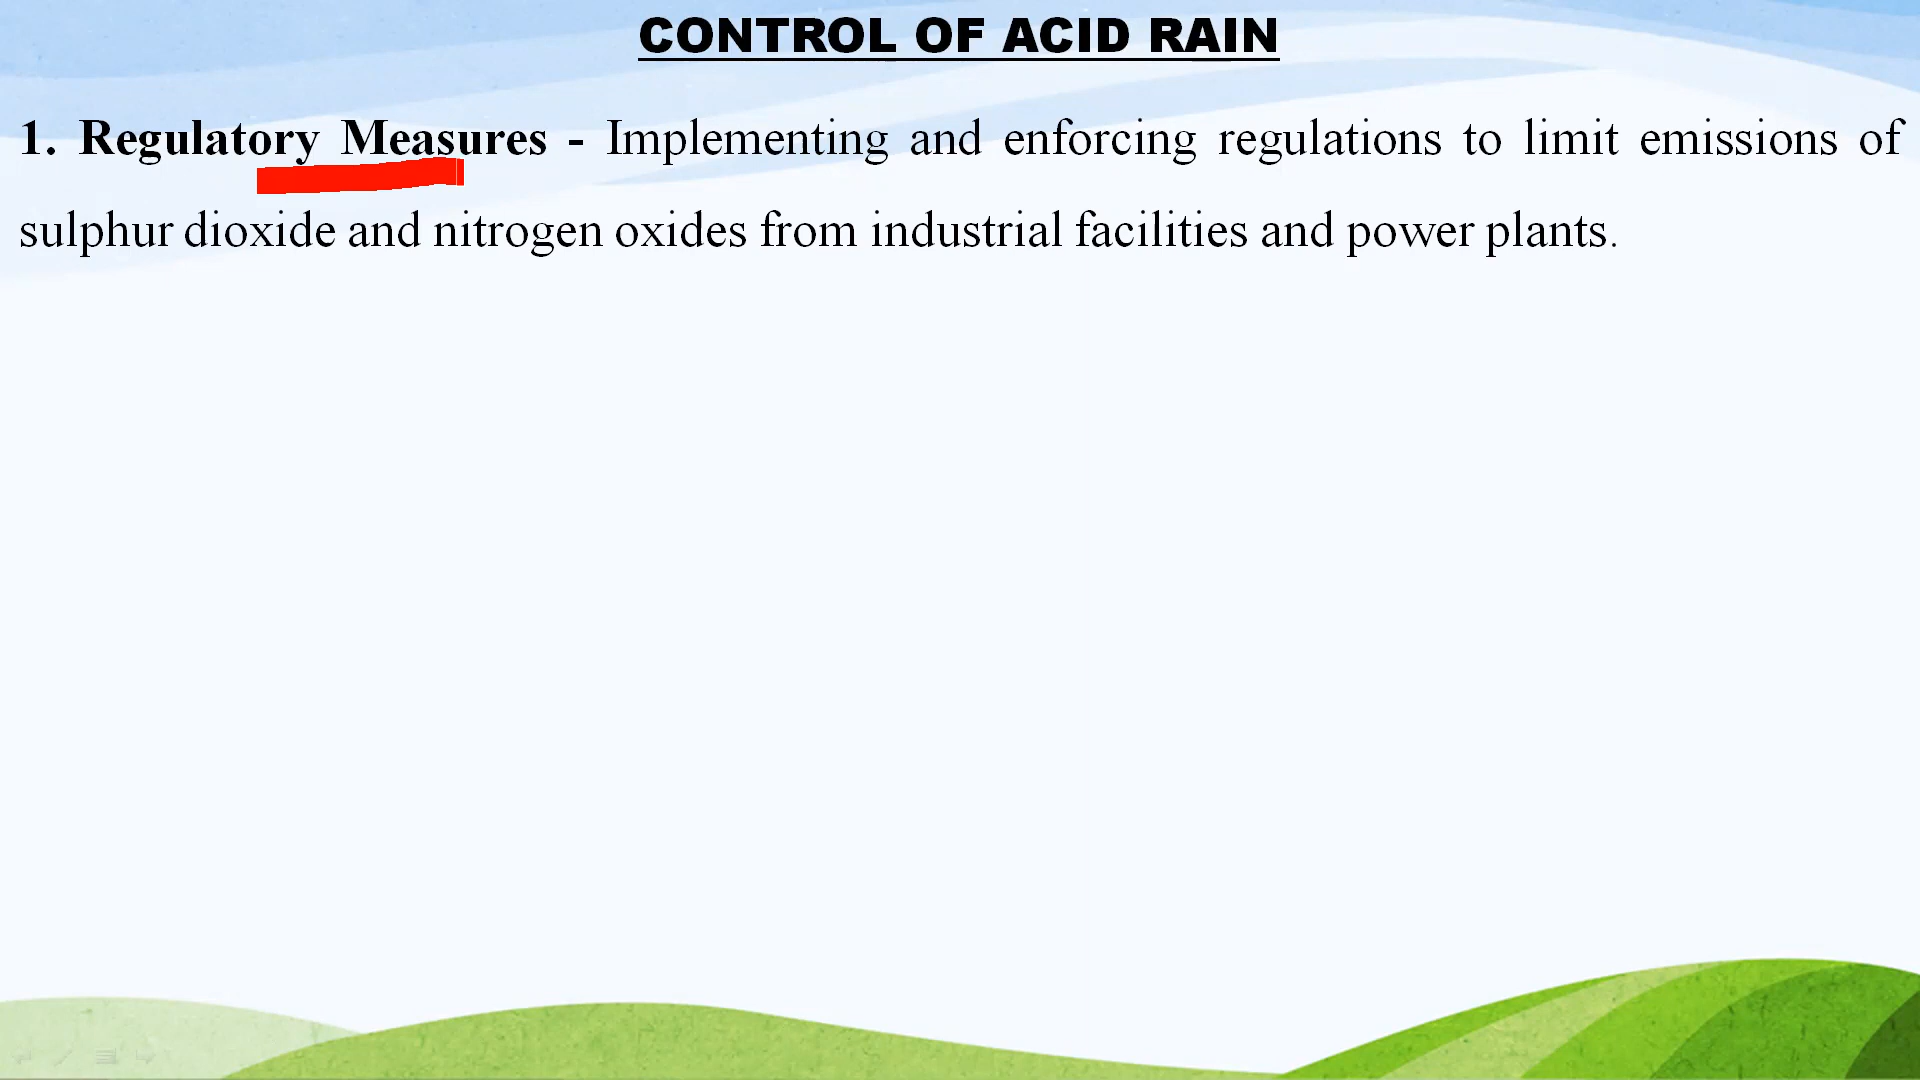 CONTROL OF ACID RAIN
1. Regulatory Measures - Implementing and enforcing regulations to limit emissions of
sulphur dioxide and nitrogen oxides from industrial facilities and power plants.